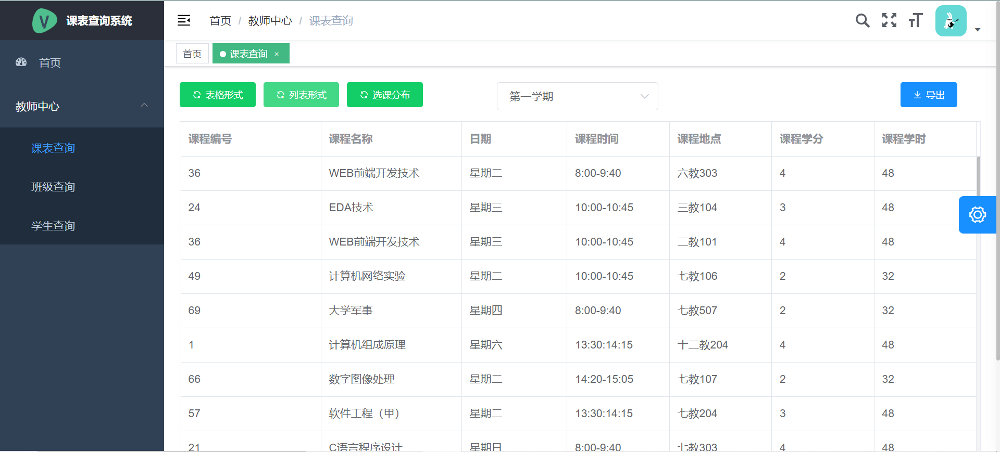 V 课表查询系统
首页 / 教师中心 / 课表查询
首页
教师中心
课表查询
班级查询
学生查询
首页 课表查询 ×
表格形式 列表形式 选课分布 第一学期 导出
课程编号 课程名称 日期 课程时间 课程地点 课程学分 课程学时
36 WEB前端开发技术 星期二 8:00-9:40 六教303 4 48
24 EDA技术 星期三 10:00-10:45 三教104 3 48
36 WEB前端开发技术 星期三 10:00-10:45 二教101 4 48
49 计算机网络实验 星期二 10:00-10:45 七教106 2 32
69 大学军事 星期四 8:00-9:40 七教507 2 32
1 计算机组成原理 星期六 13:30:14:15 十二教204 4 48
66 数字图像处理 星期二 14:20-15:05 七教107 2 32
57 软件工程（甲） 星期二 13:30:14:15 七教204 3 48
21 C语言程序设计 星期日 8:00-9:40 七教303 4 48